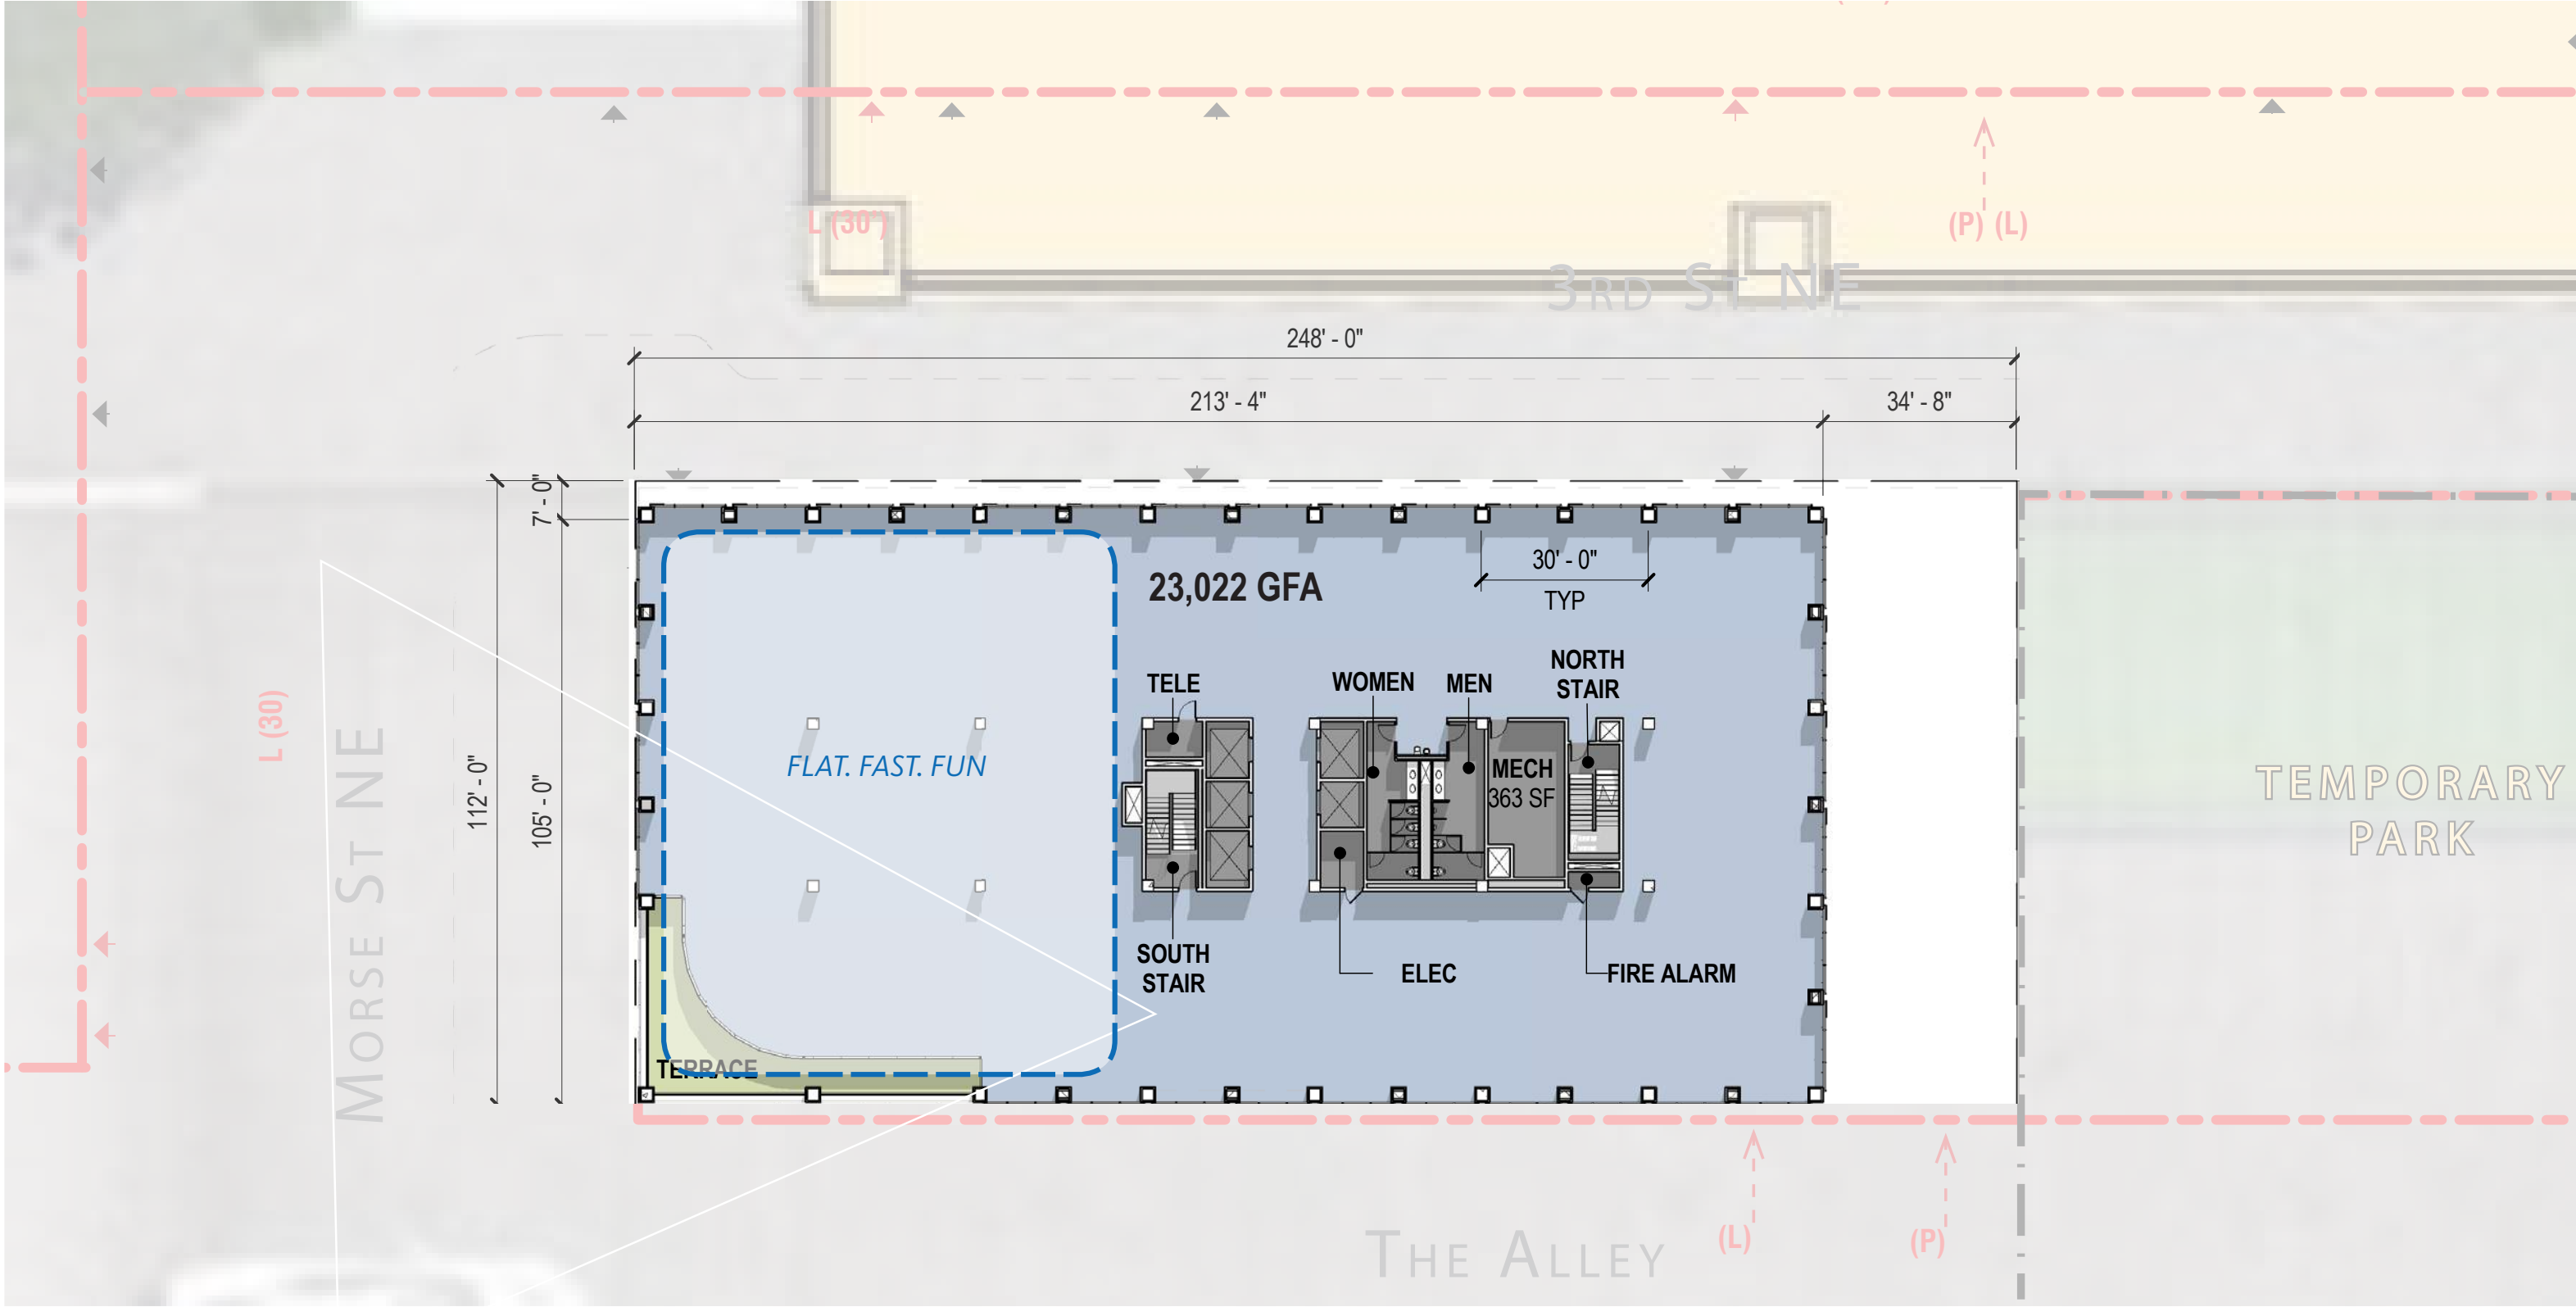 L (30')
(P) (L)
3RD ST NE
248' - 0"
213' - 4"
34' - 8"
7' - 0"
30' - 0"
TYP
23,022 GFA
NORTH
STAIR
TELE
WOMEN
MEN
L (30)
MORSE ST NE
112' - 0"
105' - 0"
FLAT. FAST. FUN
MECH
363 SF
TEMPORARY
PARK
SOUTH
STAIR
ELEC
FIRE ALARM
TERRACE
THE ALLEY
(L)
(P)